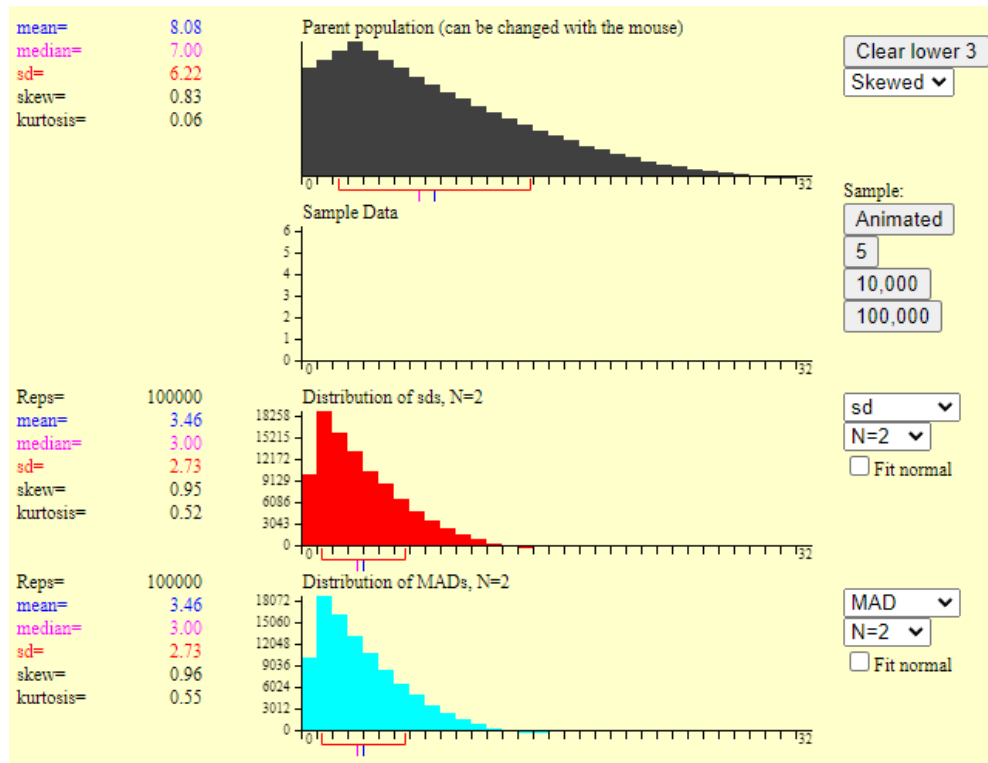 mean= 8.08
median= 7.00
sd= 6.22
skew= 0.83
kurtosis= 0.06
Parent population (can be changed with the mouse)
0 32
Clear lower 3
Skewed
Sample:
Animated
5
10,000
100,000
Sample Data
6
5
4
3
2
1
0
0 32
Reps= 100000
mean= 3.46
median= 3.00
sd= 2.73
skew= 0.95
kurtosis= 0.52
Distribution of sds, N=2
18258
15215
12172
9129
6086
3043
0
0 32
sd
N=2
Fit normal
Reps= 100000
mean= 3.46
median= 3.00
sd= 2.73
skew= 0.96
kurtosis= 0.55
Distribution of MADs, N=2
18072
15060
12048
9036
6024
3012
0
0 32
MAD
N=2
Fit normal